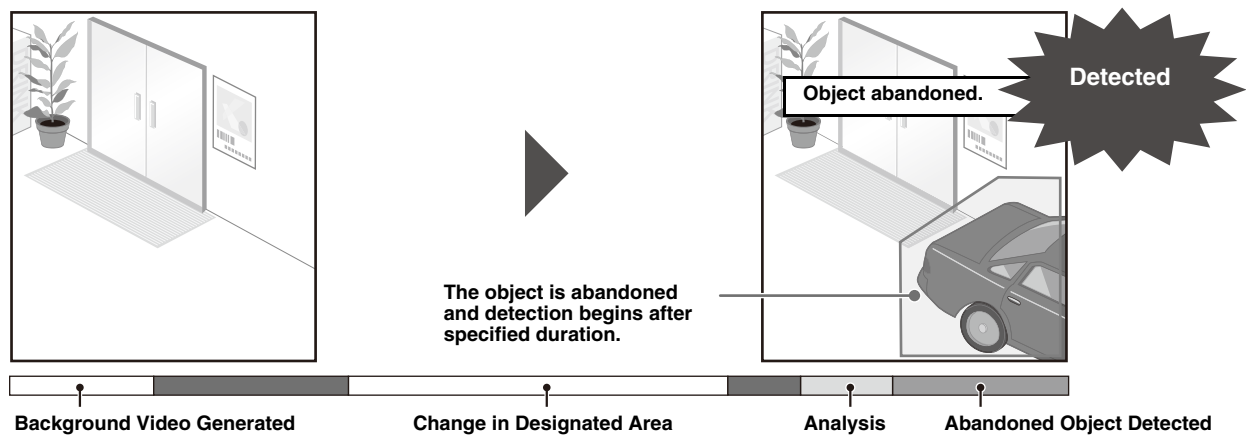 Detected
Object abandoned.
The object is abandoned
and detection begins after
specified duration.
Background Video Generated
Change in Designated Area
Analysis
Abandoned Object Detected